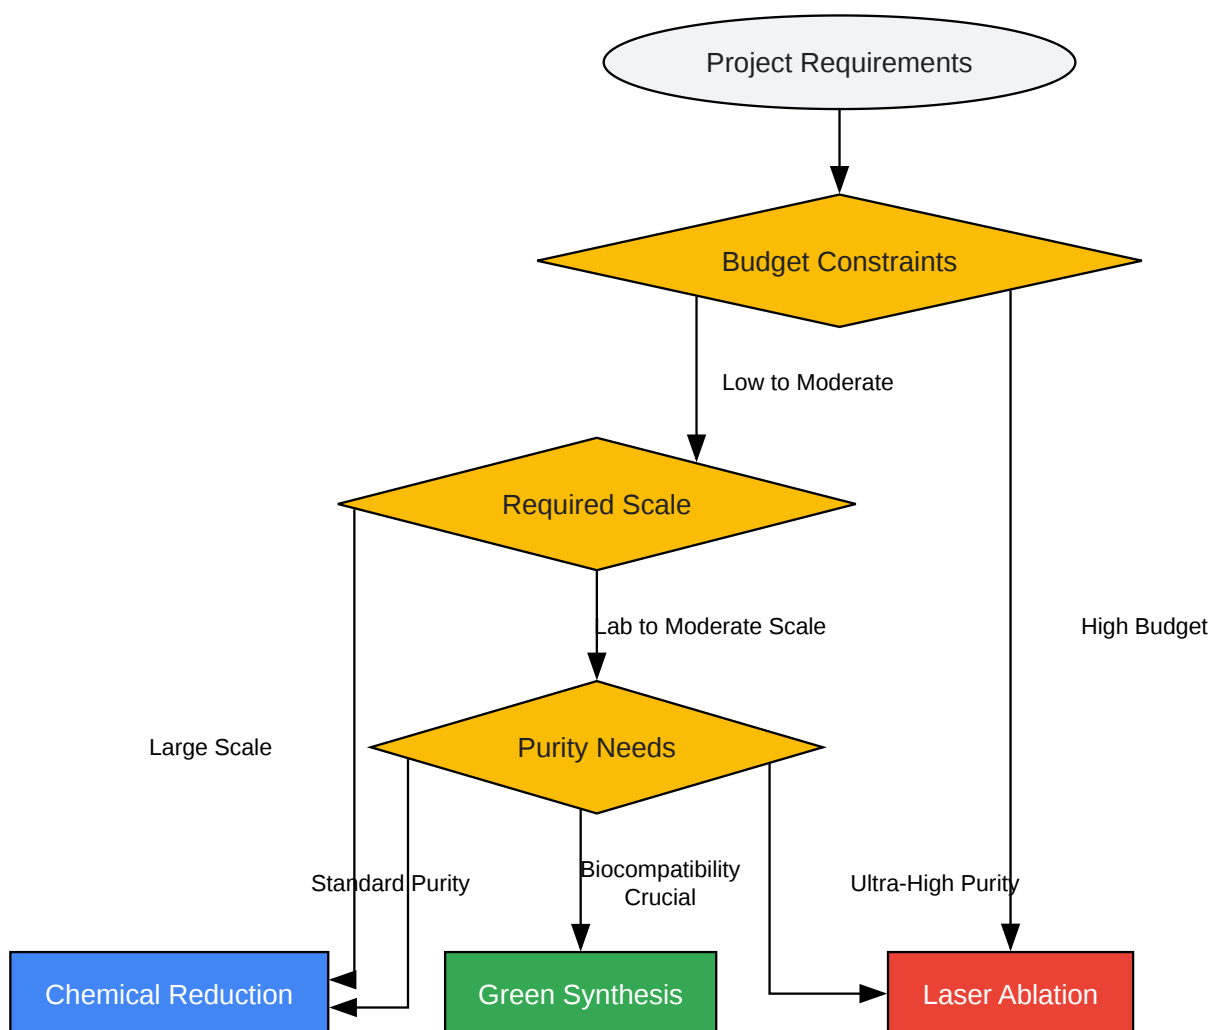 Project Requirements
Budget Constraints
Low to Moderate
Required Scale
Lab to Moderate Scale
High Budget
Large Scale
Purity Needs
Standard Purity
Biocompatibility
Crucial
Ultra-High Purity
Chemical Reduction
Green Synthesis
Laser Ablation